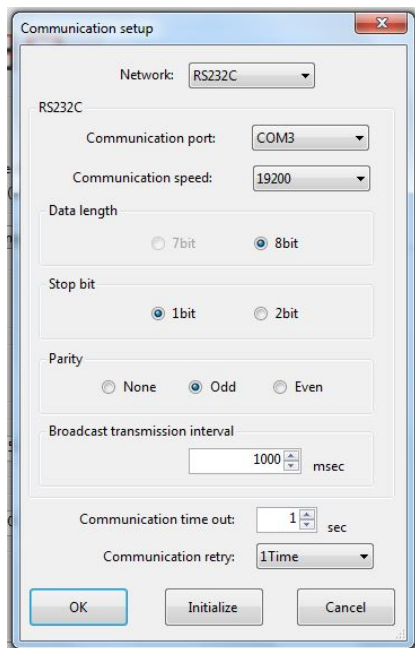 Communication setup
Network: RS232C
RS232C
Communication port: COM3
Communication speed: 19200
Data length
7bit 8bit
Stop bit
1bit 2bit
Parity
None Odd Even
Broadcast transmission interval
1000 msec
Communication time out: 1 sec
Communication retry: 1Time
OK Initialize Cancel